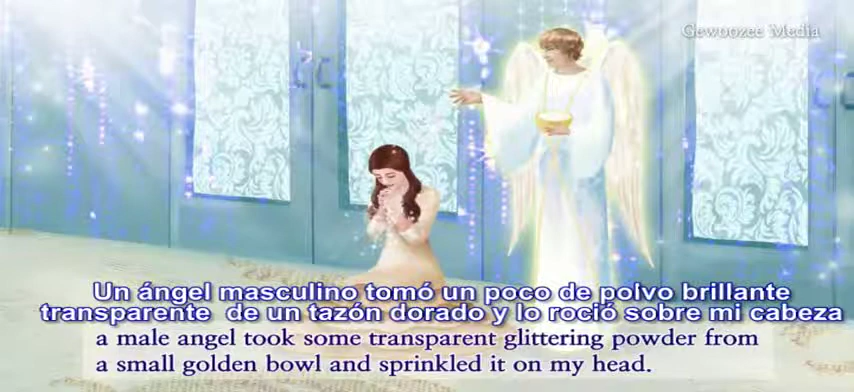 Gewoozee Media
Un ángel masculino tomó un poco de polvo brillante
transparente de un tazón dorado y lo roció sobre mi cabeza
a male angel took some transparent glittering powder from
a small golden bowl and sprinkled it on my head.